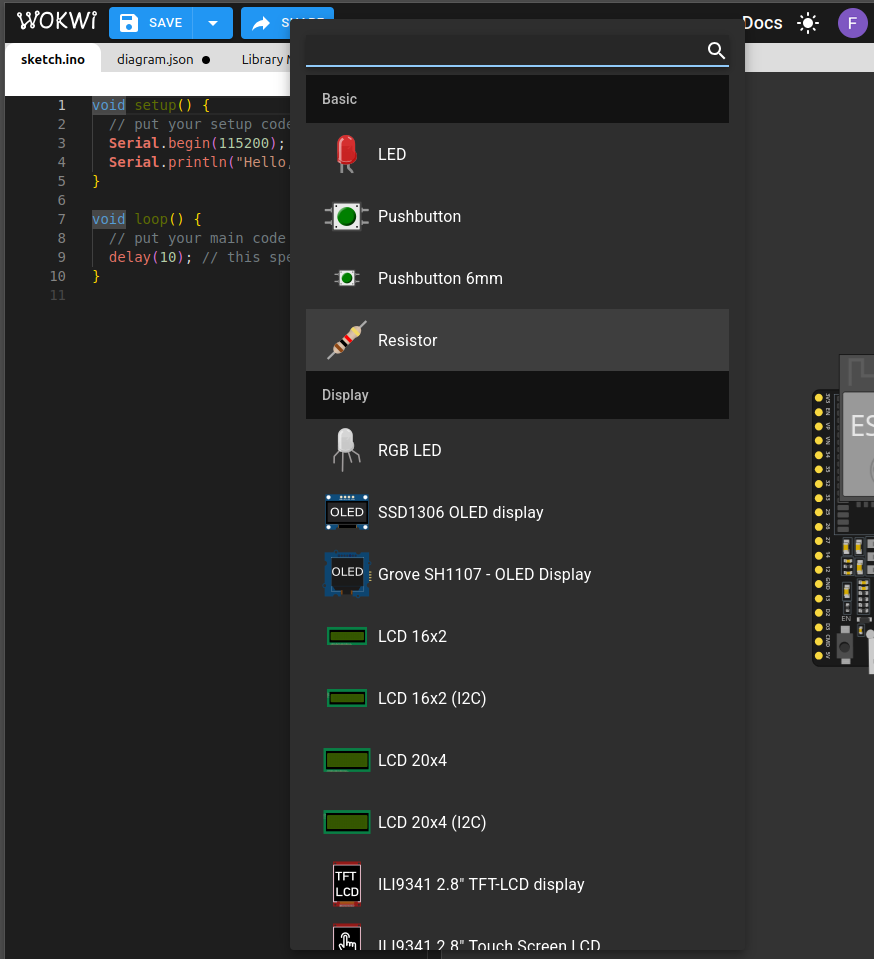 WOKWI SAVE Docs F
sketch.ino diagram.json Library
Basic
LED
Pushbutton
Pushbutton 6mm
Resistor
Display
RGB LED
OLED SSD1306 OLED display
OLED Grove SH1107 - OLED Display
LCD 16x2
LCD 16x2 (I2C)
LCD 20x4
LCD 20x4 (I2C)
TFT LCD ILI9341 2.8" TFT-LCD display
ILI9341 2.8" Touch Screen LCD
1 void setup() {
2 // put your setup code
3 Serial.begin(115200);
4 Serial.println("Hello,
5 }
6
7 void loop() {
8 // put your main code
9 delay(10); // this spe
10 }
11
ES
EN